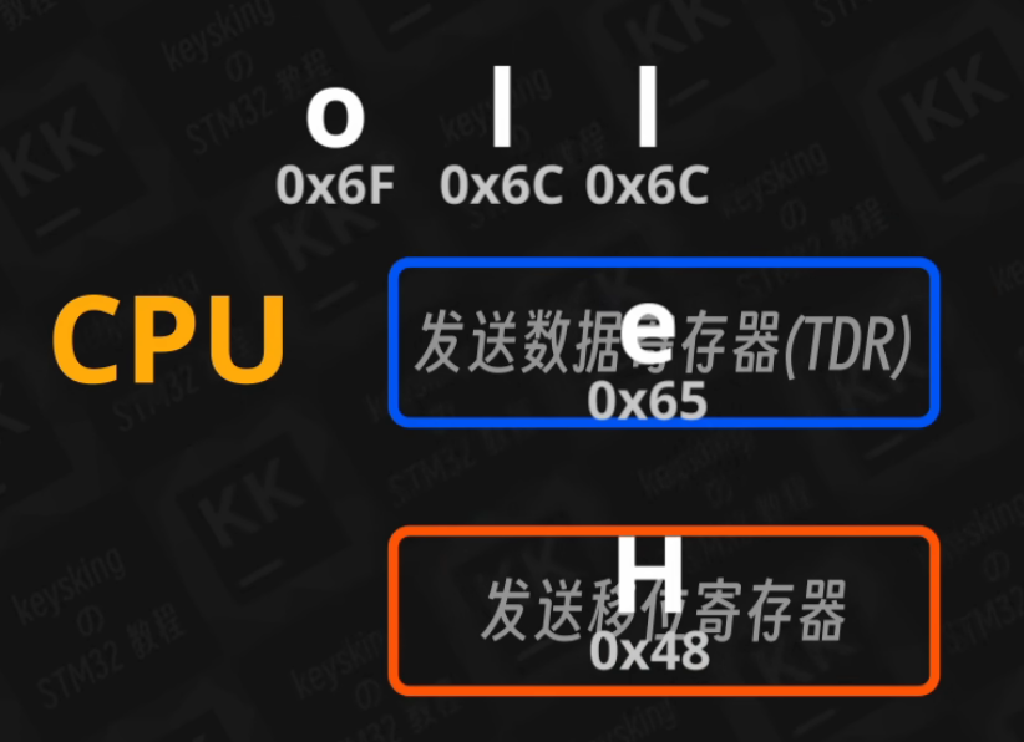 o l l
0x6F 0x6C 0x6C
CPU
发送数据寄存器(TDR)
e
0x65
发送移位寄存器
H
0x48
KK
keysking
の
STM32 教程